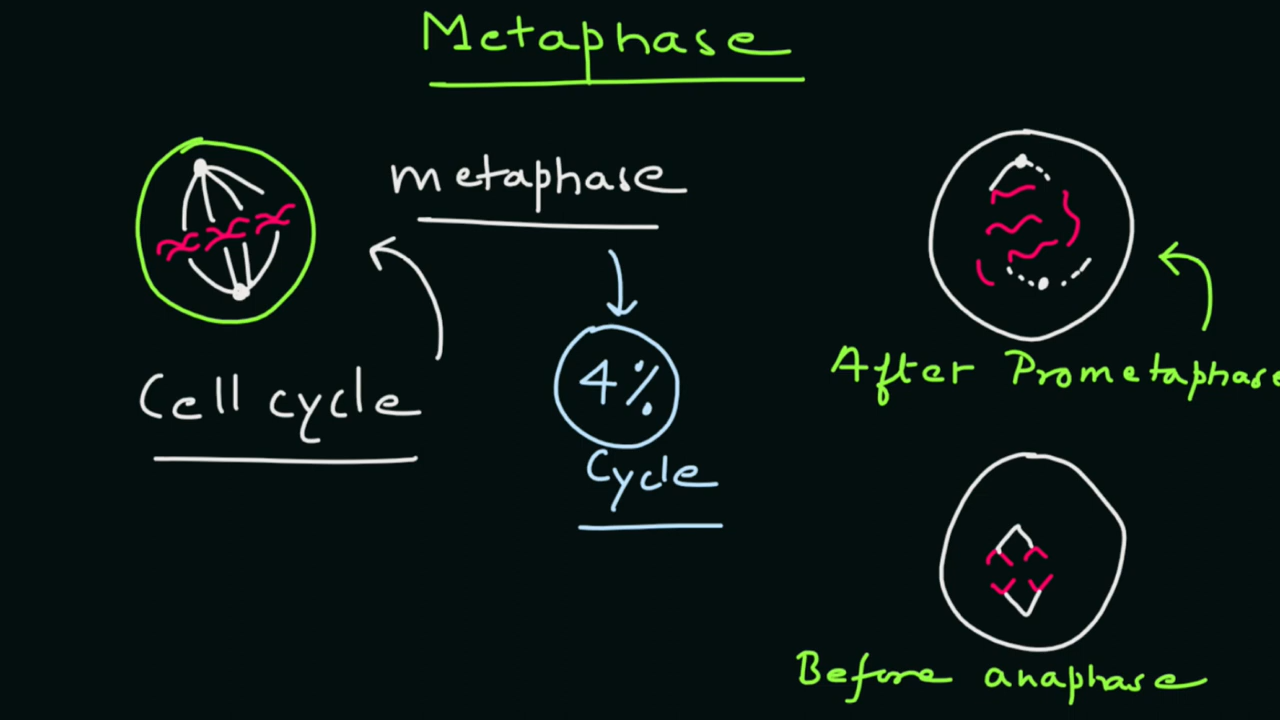 Metaphase
metaphase
Cell cycle
4%
Cycle
After Prometaphase
Before anaphase